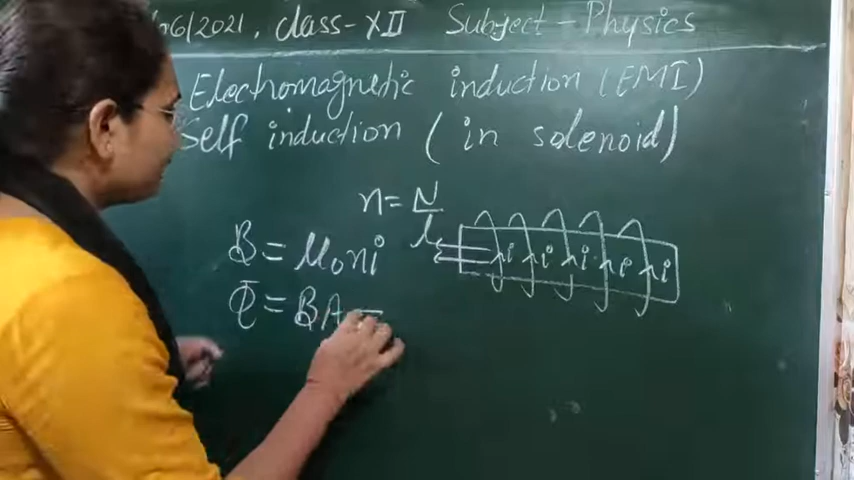 06/2021, Class-XII Subject - Physics
Electromagnetic induction (EMI)
Self induction (in solenoid)
n = N/l
B = μ₀ni
i i i i i
Φ = BA =